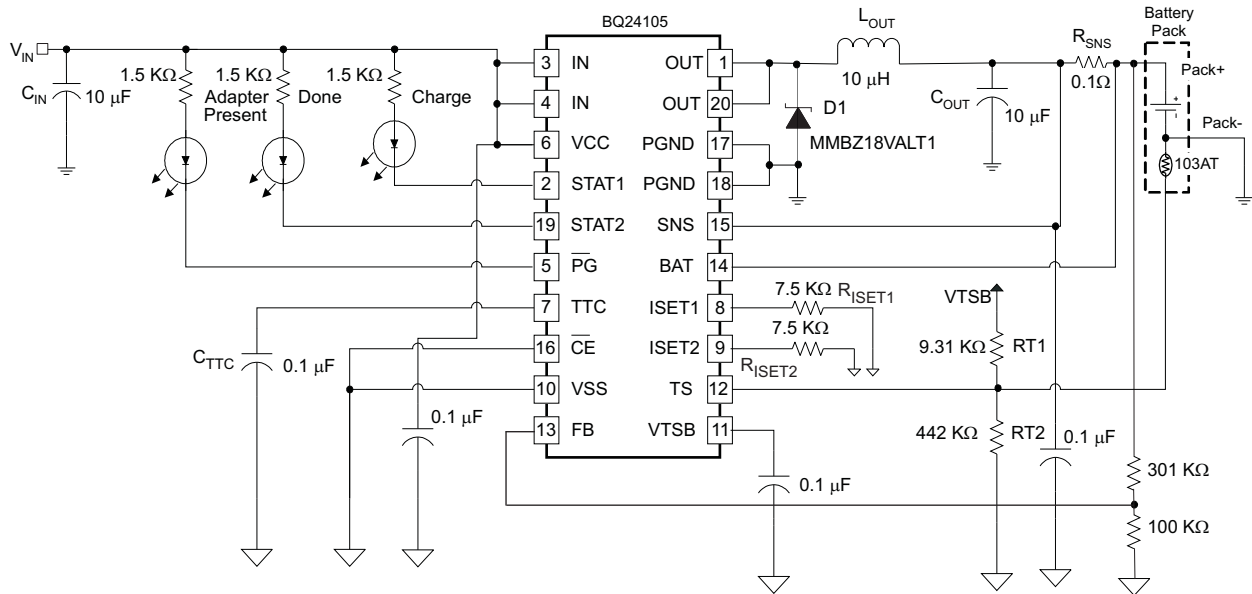 BQ24105
V_IN
C_IN
10 μF
1.5 KΩ
Adapter
Present
1.5 KΩ
Done
1.5 KΩ
Charge
3 IN
4 IN
6 VCC
2 STAT1
19 STAT2
5 PG
7 TTC
16 CE
10 VSS
13 FB
OUT 1
OUT 20
PGND 17
PGND 18
SNS 15
BAT 14
ISET1 8
ISET2 9
TS 12
VTSB 11
L_OUT
10 μH
D1
MMBZ18VALT1
C_OUT
10 μF
R_SNS
0.1Ω
Battery
Pack
Pack+
+
-
Pack-
103AT
7.5 KΩ R_ISET1
7.5 KΩ
R_ISET2
VTSB
9.31 KΩ RT1
442 KΩ RT2
0.1 μF
301 KΩ
100 KΩ
C_TTC
0.1 μF
0.1 μF
0.1 μF